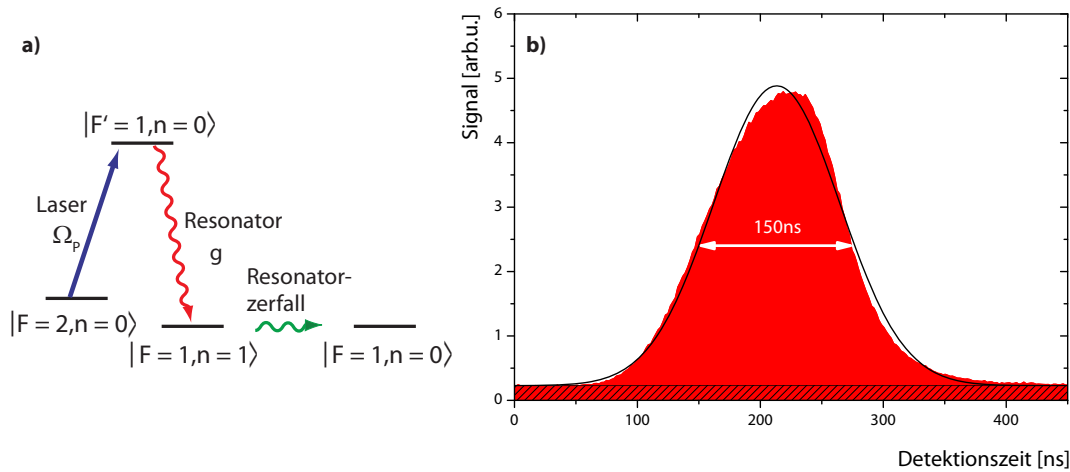 a)
|F‘ = 1,n = 0⟩
Laser
Ωₚ
Resonator
g
|F = 2,n = 0⟩
Resonator-
zerfall
|F = 1,n = 1⟩
|F = 1,n = 0⟩
b)
Signal [arb.u.]
6
5
4
3
2
1
0
150ns
0
100
200
300
400
Detektionszeit [ns]